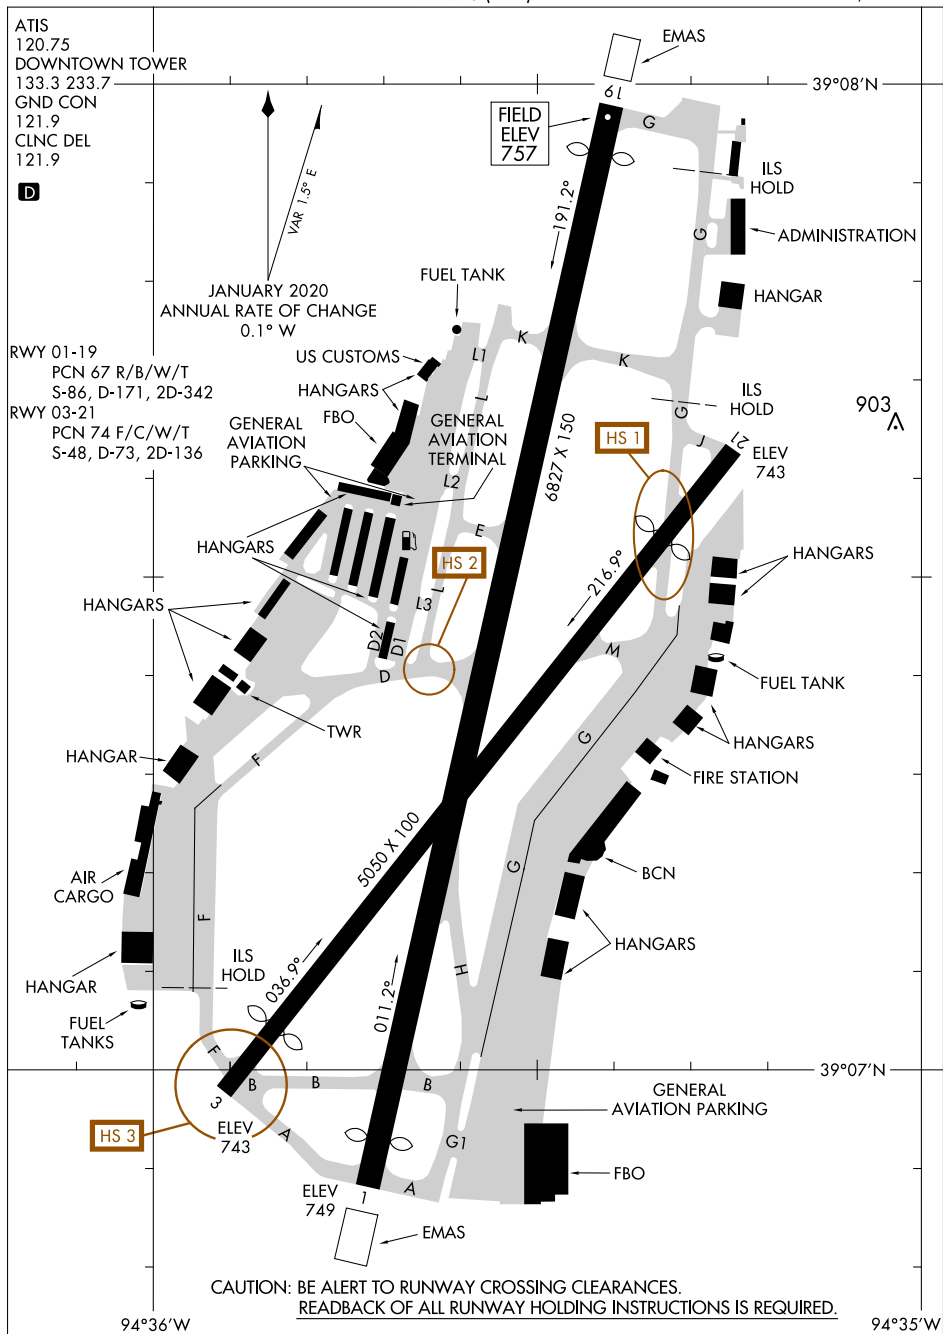 ATIS
120.75
DOWNTOWN TOWER
133.3 233.7
GND CON
121.9
CLNC DEL
121.9
D
EMAS
39°08'N
19
FIELD
ELEV
757
G
ILS
HOLD
VAR 1.5° E
191.2°
G
ADMINISTRATION
FUEL TANK
HANGAR
JANUARY 2020
ANNUAL RATE OF CHANGE
0.1° W
K
K
L1
RWY 01-19
PCN 67 R/B/W/T
S-86, D-171, 2D-342
RWY 03-21
PCN 74 F/C/W/T
S-48, D-73, 2D-136
US CUSTOMS
HANGARS
FBO
L
GENERAL
AVIATION
PARKING
GENERAL
AVIATION
TERMINAL
ILS
HOLD
G
903
HS 1
J
21
ELEV
743
6827 X 150
L2
E
HANGARS
HANGARS
HS 2
216.9°
L
L3
HANGARS
D2
D1
D
M
FUEL TANK
TWR
G
HANGARS
HANGAR
F
FIRE STATION
5050 X 100
G
BCN
AIR
CARGO
F
HANGARS
H
ILS
HOLD
036.9°
011.2°
HANGAR
FUEL
TANKS
F
39°07'N
B
B
B
3
GENERAL
AVIATION PARKING
HS 3
ELEV
743
A
G1
FBO
ELEV
749
1
A
EMAS
CAUTION: BE ALERT TO RUNWAY CROSSING CLEARANCES.
READBACK OF ALL RUNWAY HOLDING INSTRUCTIONS IS REQUIRED.
94°36'W
94°35'W